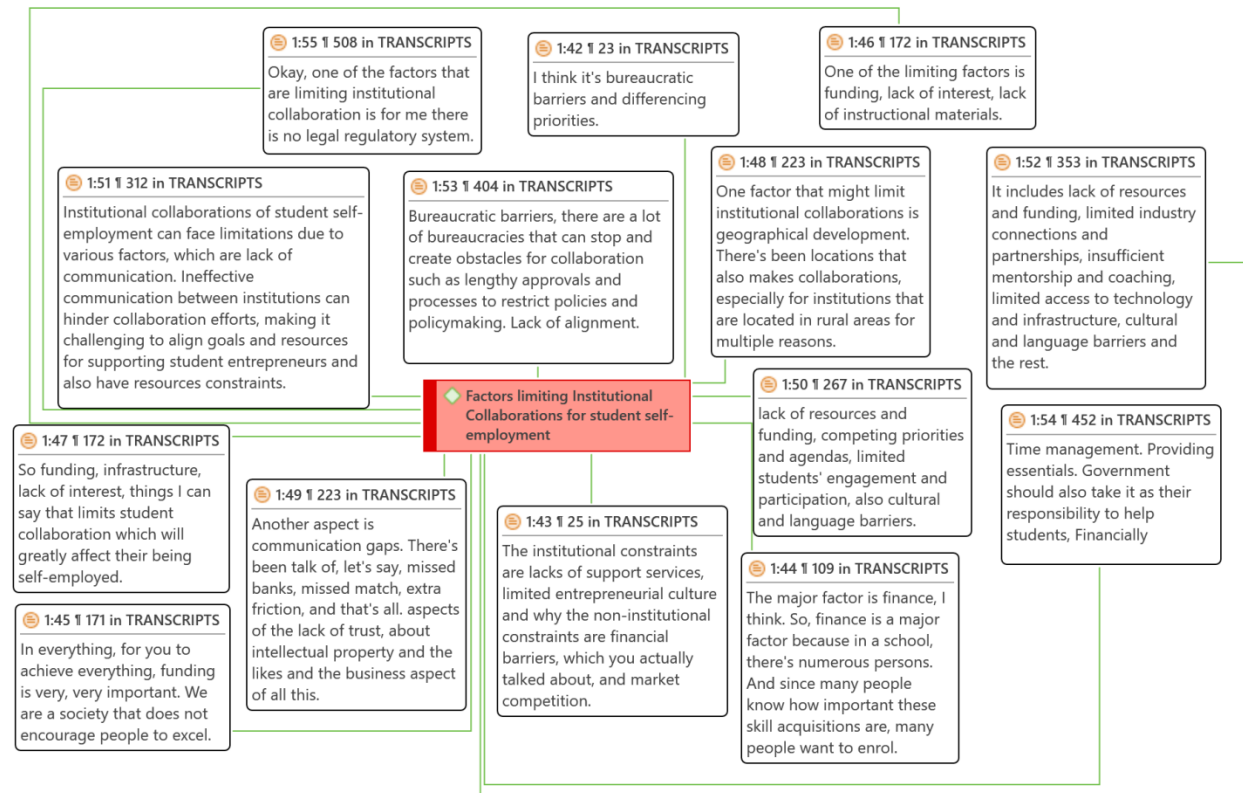 1:55 ¶ 508 in TRANSCRIPTS
Okay, one of the factors that
are limiting institutional
collaboration is for me there
is no legal regulatory system.
1:42 ¶ 23 in TRANSCRIPTS
I think it's bureaucratic
barriers and differencing
priorities.
1:46 ¶ 172 in TRANSCRIPTS
One of the limiting factors is
funding, lack of interest, lack
of instructional materials.
1:51 ¶ 312 in TRANSCRIPTS
Institutional collaborations of student self-
employment can face limitations due to
various factors, which are lack of
communication. Ineffective
communication between institutions can
hinder collaboration efforts, making it
challenging to align goals and resources
for supporting student entrepreneurs and
also have resources constraints.
1:53 ¶ 404 in TRANSCRIPTS
Bureaucratic barriers, there are a lot
of bureaucracies that can stop and
create obstacles for collaboration
such as lengthy approvals and
processes to restrict policies and
policymaking. Lack of alignment.
1:48 ¶ 223 in TRANSCRIPTS
One factor that might limit
institutional collaborations is
geographical development.
There's been locations that
also makes collaborations,
especially for institutions that
are located in rural areas for
multiple reasons.
1:52 ¶ 353 in TRANSCRIPTS
It includes lack of resources
and funding, limited industry
connections and
partnerships, insufficient
mentorship and coaching,
limited access to technology
and infrastructure, cultural
and language barriers and
the rest.
Factors limiting Institutional
Collaborations for student self-
employment
1:50 ¶ 267 in TRANSCRIPTS
lack of resources and
funding, competing priorities
and agendas, limited
students' engagement and
participation, also cultural
and language barriers.
1:54 ¶ 452 in TRANSCRIPTS
Time management. Providing
essentials. Government
should also take it as their
responsibility to help
students, Financially
1:47 ¶ 172 in TRANSCRIPTS
So funding, infrastructure,
lack of interest, things I can
say that limits student
collaboration which will
greatly affect their being
self-employed.
1:49 ¶ 223 in TRANSCRIPTS
Another aspect is
communication gaps. There's
been talk of, let's say, missed
banks, missed match, extra
friction, and that's all. aspects
of the lack of trust, about
intellectual property and the
likes and the business aspect
of all this.
1:43 ¶ 25 in TRANSCRIPTS
The institutional constraints
are lacks of support services,
limited entrepreneurial culture
and why the non-institutional
constraints are financial
barriers, which you actually
talked about, and market
competition.
1:44 ¶ 109 in TRANSCRIPTS
The major factor is finance, I
think. So, finance is a major
factor because in a school,
there's numerous persons.
And since many people
know how important these
skill acquisitions are, many
people want to enrol.
1:45 ¶ 171 in TRANSCRIPTS
In everything, for you to
achieve everything, funding
is very, very important. We
are a society that does not
encourage people to excel.